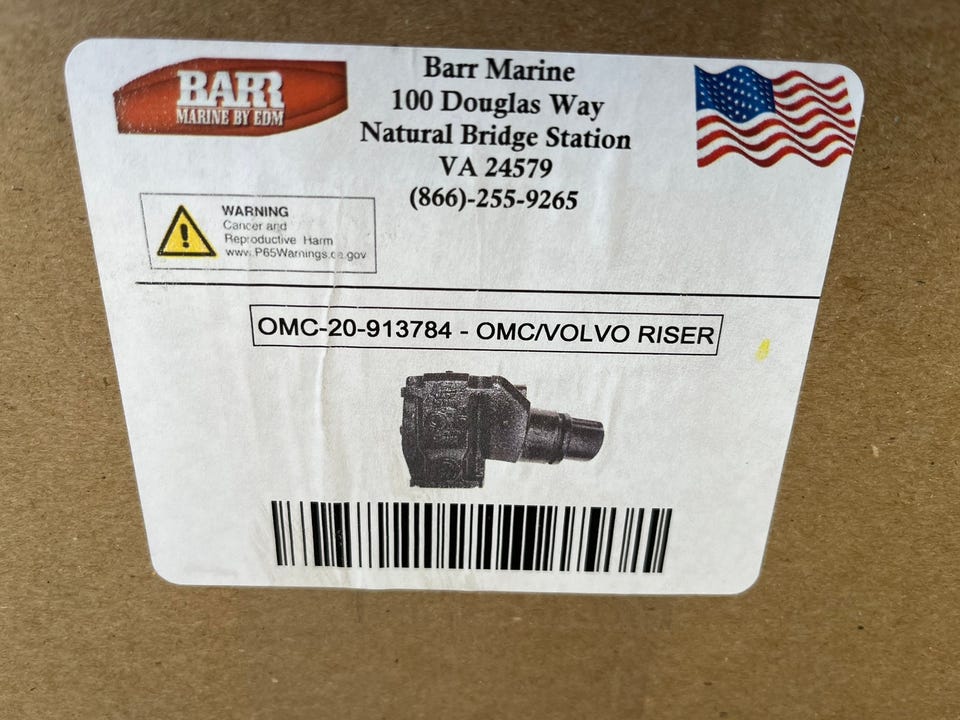 BARR
MARINE BY EDM
Barr Marine
100 Douglas Way
Natural Bridge Station
VA 24579
(866)-255-9265
WARNING
Cancer and
Reproductive Harm
www.P65Warnings.ca.gov
OMC-20-913784 - OMC/VOLVO RISER